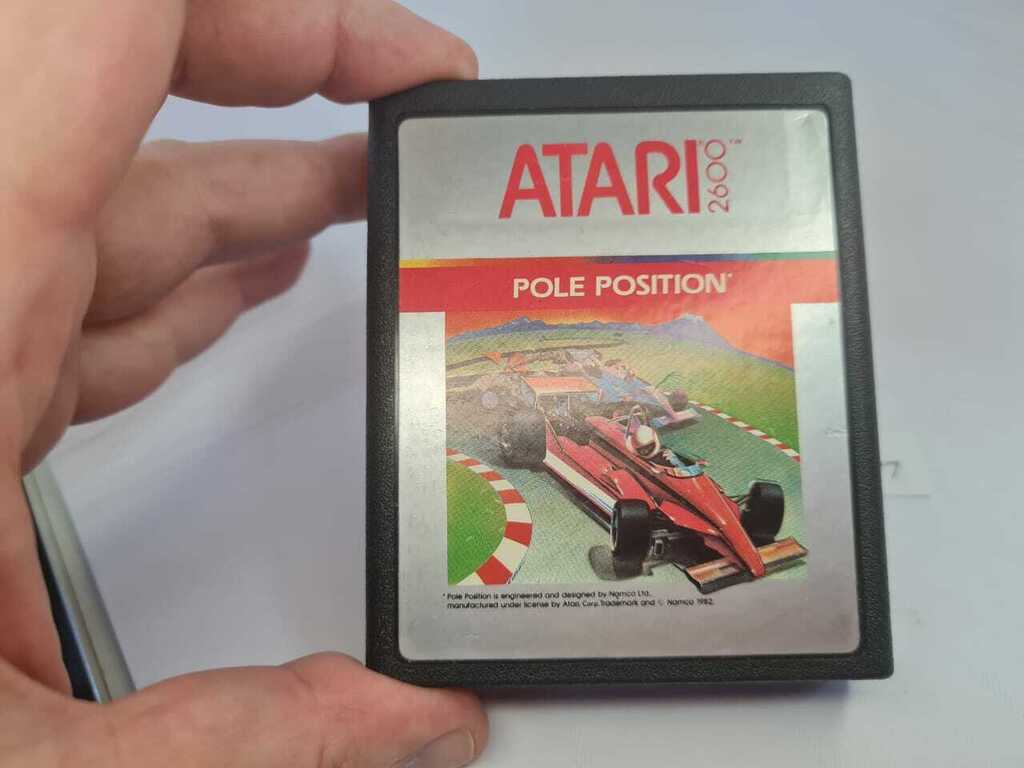 ATARI® 2600™
POLE POSITION*
* Pole Position is engineered and designed by Namco Ltd.,
manufactured under license by Atari Corp. Trademark and © Namco 1982.